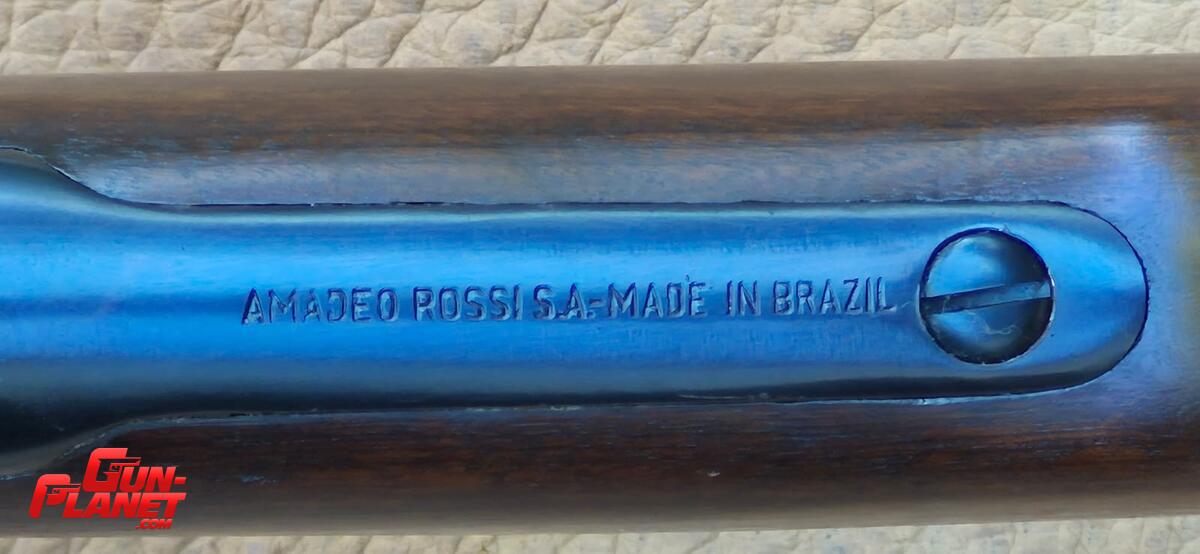 AMADEO ROSSI S.A.-MADE IN BRAZIL
GUN-
PLANET
.COM